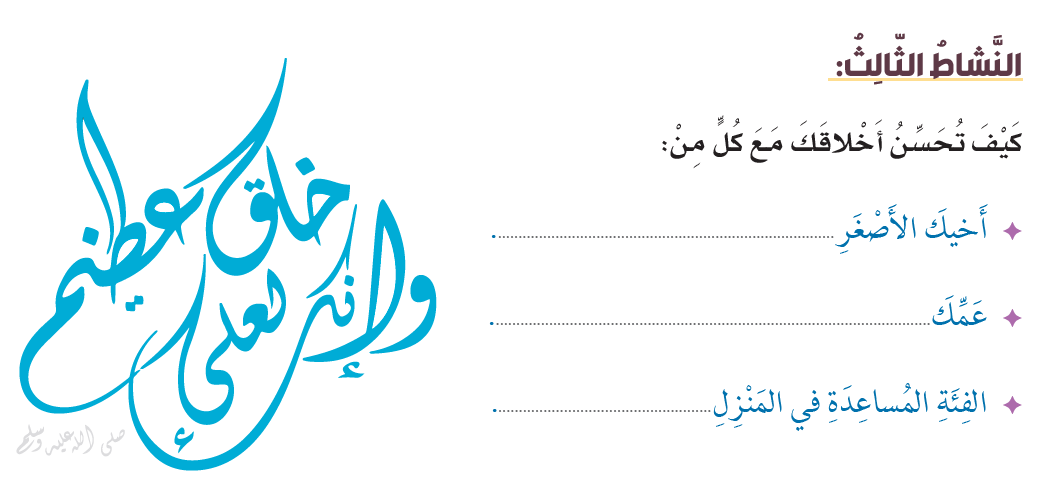 النَّشاطُ الثّالِثُ:
كَيْفَ تُحَسِّنُ أَخْلاقَكَ مَعَ كُلٍّ مِنْ:
أَخيكَ الأَصْغَرِ ..............................
عَمِّكَ ..............................
الفِئَةِ المُساعِدَةِ في المَنْزِلِ ..............................
وإنك لعلى خلق عظيم
صلى الله عليه وسلم